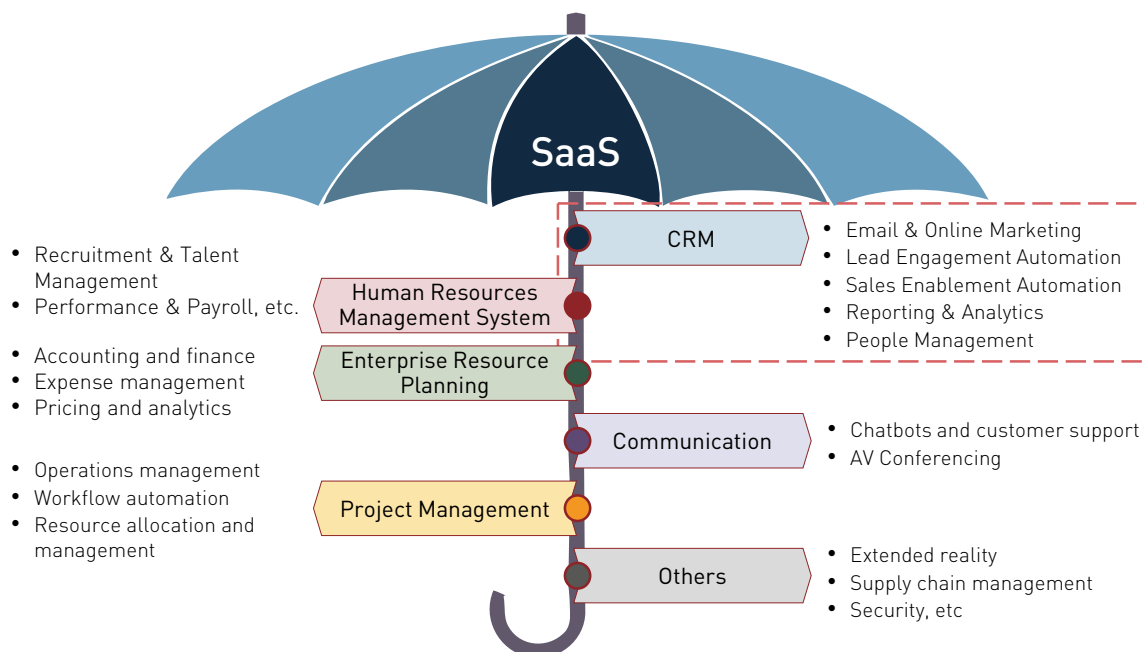 SaaS
CRM
• Email & Online Marketing
• Lead Engagement Automation
• Sales Enablement Automation
• Reporting & Analytics
• People Management
• Recruitment & Talent
Management
• Performance & Payroll, etc.
Human Resources
Management System
• Accounting and finance
• Expense management
• Pricing and analytics
Enterprise Resource
Planning
Communication
• Chatbots and customer support
• AV Conferencing
• Operations management
• Workflow automation
• Resource allocation and
management
Project Management
Others
• Extended reality
• Supply chain management
• Security, etc